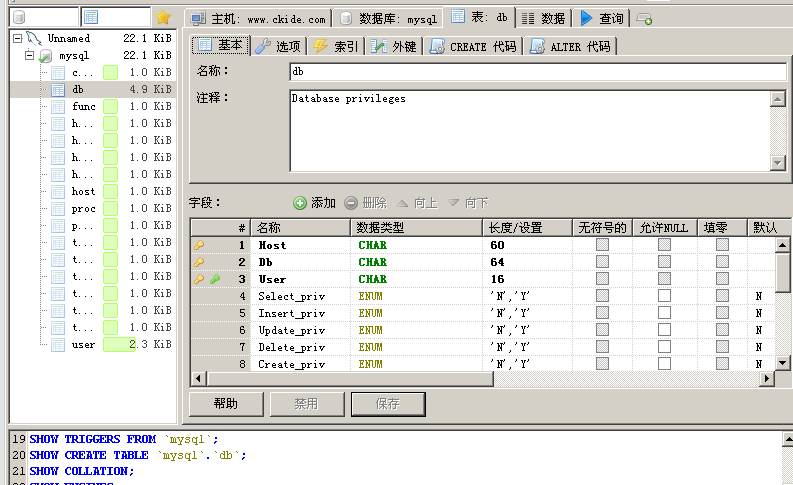 主机: www.ckide.com 数据库: mysql 表: db 数据 查询
Unnamed 22.1 KiB
mysql 22.1 KiB
c... 1.0 KiB
db 4.9 KiB
func 1.0 KiB
h... 1.0 KiB
h... 1.0 KiB
h... 1.0 KiB
h... 1.0 KiB
host 1.0 KiB
proc 1.0 KiB
p... 1.0 KiB
t... 1.0 KiB
t... 1.0 KiB
t... 1.0 KiB
t... 1.0 KiB
t... 1.0 KiB
t... 1.0 KiB
user 2.3 KiB
基本 选项 索引 外键 CREATE 代码 ALTER 代码
名称: db
注释: Database privileges
字段: 添加 删除 向上 向下
# 名称 数据类型 长度/设置 无符号的 允许NULL 填零 默认
1 Host CHAR 60
2 Db CHAR 64
3 User CHAR 16
4 Select_priv ENUM 'N','Y' N
5 Insert_priv ENUM 'N','Y' N
6 Update_priv ENUM 'N','Y' N
7 Delete_priv ENUM 'N','Y' N
8 Create_priv ENUM 'N','Y' N
帮助 禁用 保存
19 SHOW TRIGGERS FROM `mysql`;
20 SHOW CREATE TABLE `mysql`.`db`;
21 SHOW COLLATION;